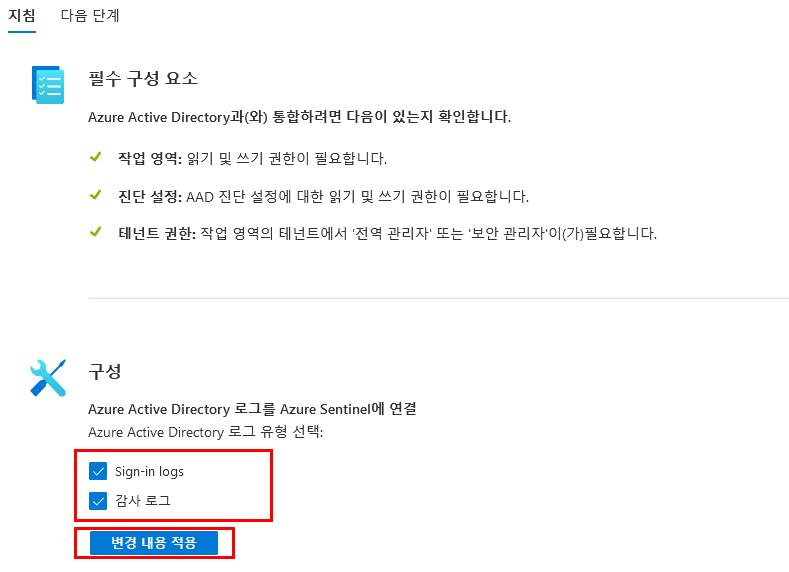 지침 다음 단계
필수 구성 요소
Azure Active Directory과(와) 통합하려면 다음이 있는지 확인합니다.
작업 영역: 읽기 및 쓰기 권한이 필요합니다.
진단 설정: AAD 진단 설정에 대한 읽기 및 쓰기 권한이 필요합니다.
테넌트 권한: 작업 영역의 테넌트에서 '전역 관리자' 또는 '보안 관리자'이(가)필요합니다.
구성
Azure Active Directory 로그를 Azure Sentinel에 연결
Azure Active Directory 로그 유형 선택:
Sign-in logs
감사 로그
변경 내용 적용